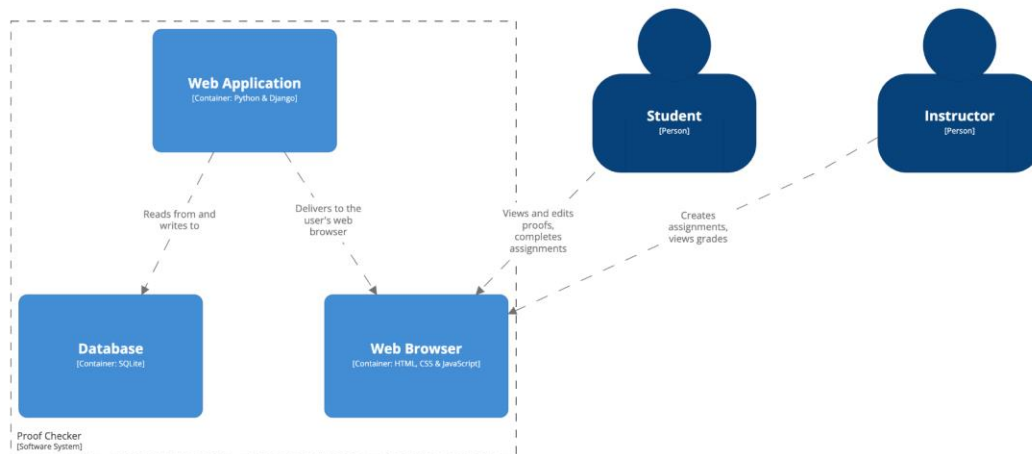 Web Application
[Container: Python & Django]
Student
[Person]
Instructor
[Person]
Reads from and
writes to
Delivers to the
user's web
browser
Views and edits
proofs,
completes
assignments
Creates
assignments,
views grades
Database
[Container: SQLite]
Web Browser
[Container: HTML, CSS & JavaScript]
Proof Checker
[Software System]